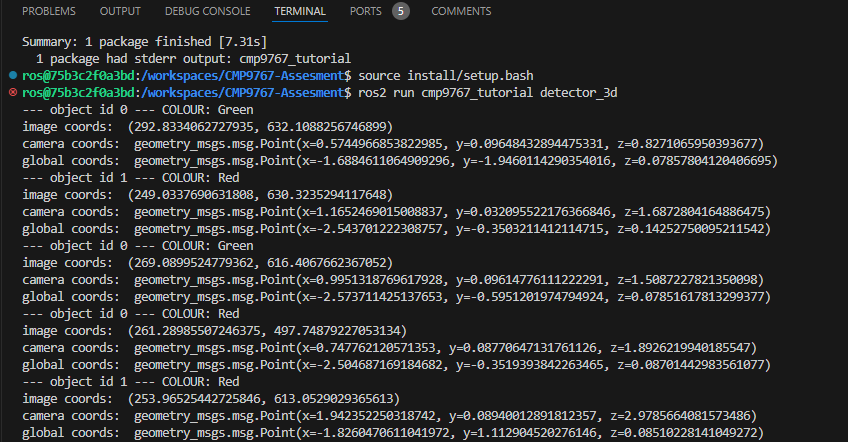 PROBLEMS OUTPUT DEBUG CONSOLE TERMINAL PORTS 5 COMMENTS
Summary: 1 package finished [7.31s]
1 package had stderr output: cmp9767_tutorial
ros@75b3c2f0a3bd:/workspaces/CMP9767-Assesment$ source install/setup.bash
ros@75b3c2f0a3bd:/workspaces/CMP9767-Assesment$ ros2 run cmp9767_tutorial detector_3d
--- object id 0 --- COLOUR: Green
image coords: (292.8334062727935, 632.1088256746899)
camera coords: geometry_msgs.msg.Point(x=0.5744966853822985, y=0.09648432894475331, z=0.8271065950393677)
global coords: geometry_msgs.msg.Point(x=-1.6884611064909296, y=-1.9460114290354016, z=0.07857804120406695)
--- object id 1 --- COLOUR: Red
image coords: (249.0337690631808, 630.3235294117648)
camera coords: geometry_msgs.msg.Point(x=1.1652469015008837, y=0.032095522176366846, z=1.6872804164886475)
global coords: geometry_msgs.msg.Point(x=-2.543701222308757, y=-0.3503211412114715, z=0.14252750095211542)
--- object id 0 --- COLOUR: Green
image coords: (269.0899524779362, 616.4067662367052)
camera coords: geometry_msgs.msg.Point(x=0.9951318769617928, y=0.09614776111222291, z=1.5087227821350098)
global coords: geometry_msgs.msg.Point(x=-2.573711425137653, y=-0.5951201974794924, z=0.07851617813299377)
--- object id 0 --- COLOUR: Red
image coords: (261.28985507246375, 497.74879227053134)
camera coords: geometry_msgs.msg.Point(x=0.747762120571353, y=0.08770647131761126, z=1.8926219940185547)
global coords: geometry_msgs.msg.Point(x=-2.504687169184682, y=-0.3519393842263465, z=0.08701442983561077)
--- object id 1 --- COLOUR: Red
image coords: (253.96525442725846, 613.0529029365613)
camera coords: geometry_msgs.msg.Point(x=1.942352250318742, y=0.08940012891812357, z=2.9785664081573486)
global coords: geometry_msgs.msg.Point(x=-1.8260470611041972, y=1.112904520276146, z=0.08510228141049272)